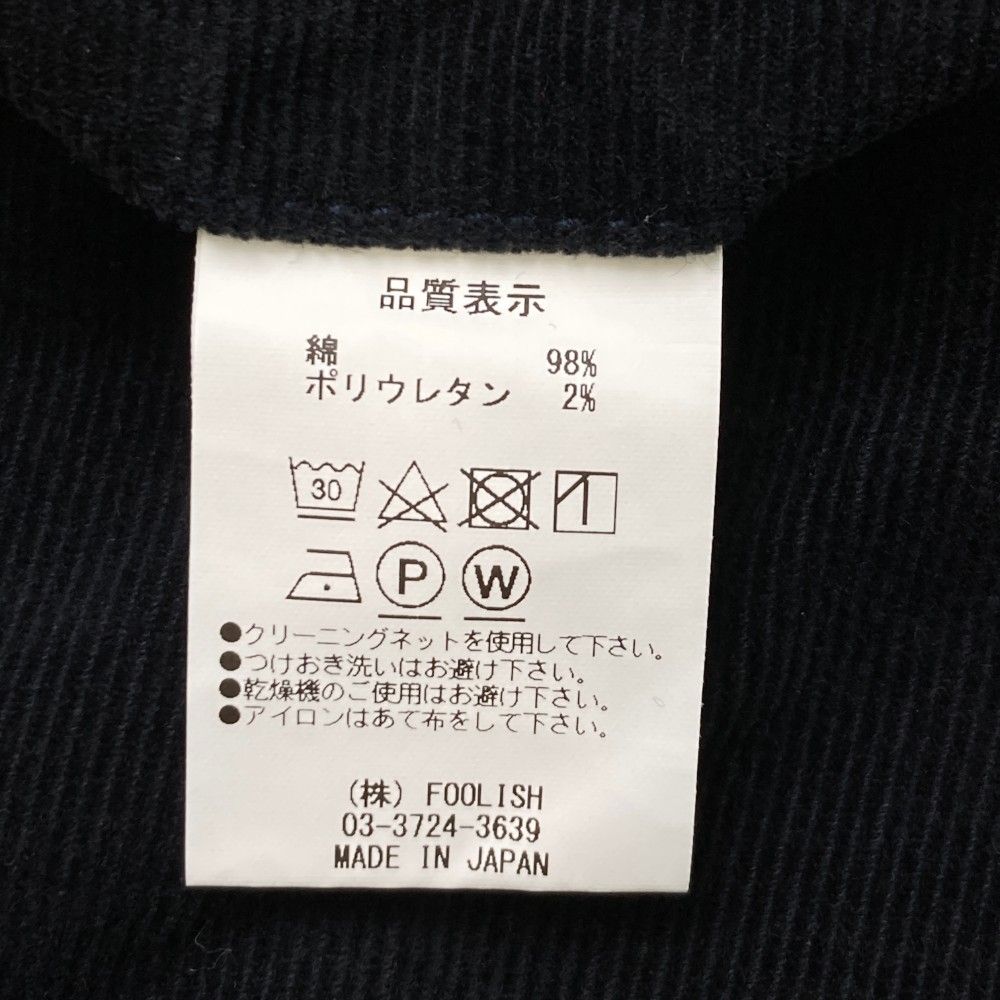 品質表示
綿 98%
ポリウレタン 2%
30
P W
●クリーニングネットを使用して下さい。
●つけおき洗いはお避け下さい。
●乾燥機のご使用はお避け下さい。
●アイロンはあて布をして下さい。
(株) FOOLISH
03-3724-3639
MADE IN JAPAN